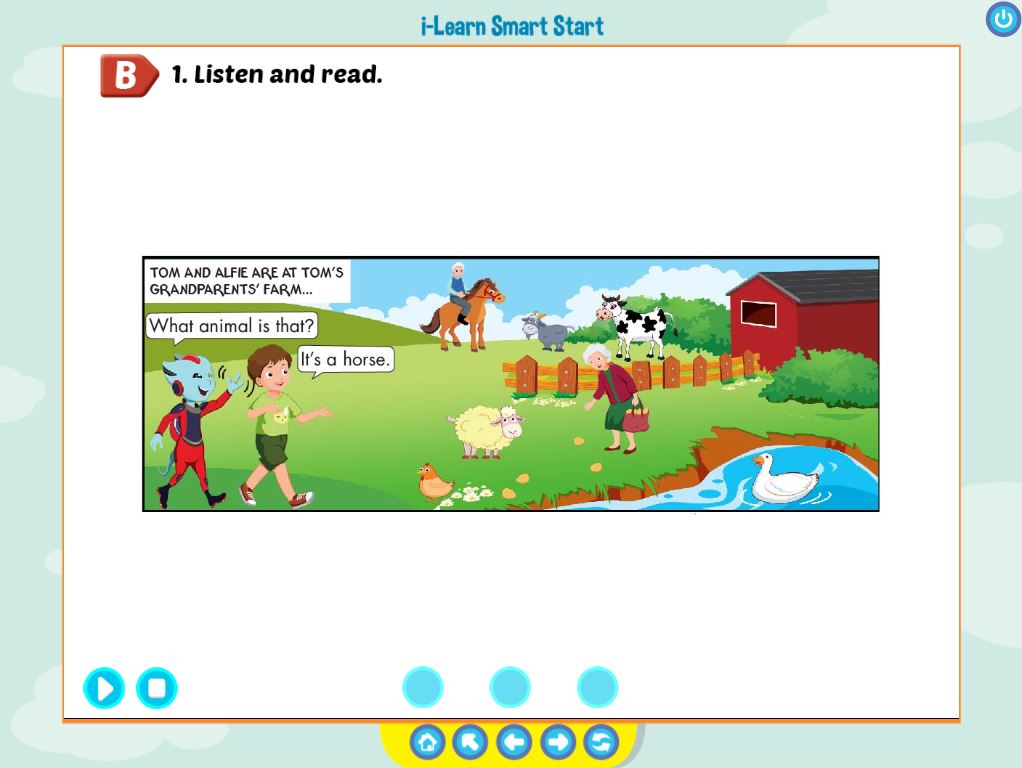 i-Learn Smart Start
B 1. Listen and read.
TOM AND ALFIE ARE AT TOM'S
GRANDPARENTS' FARM...
What animal is that?
It's a horse.